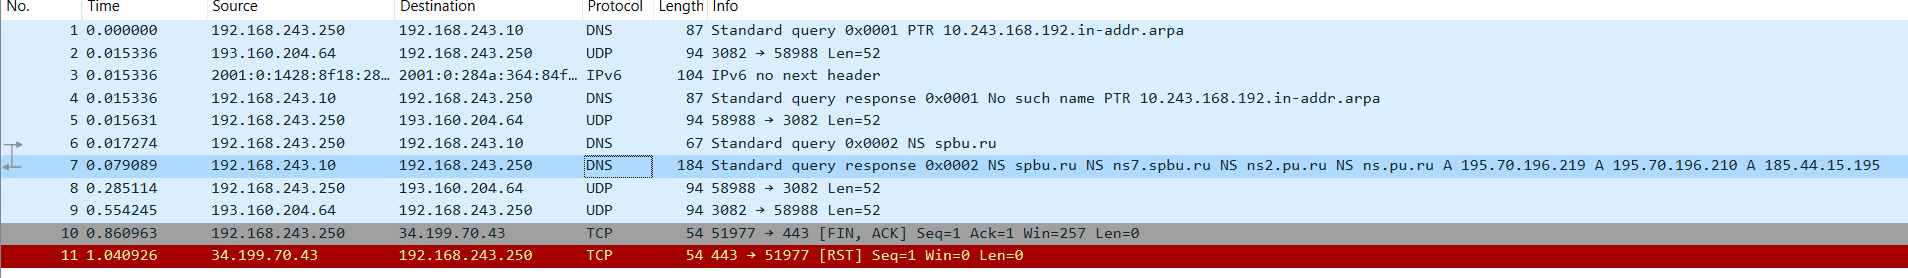 No. Time Source Destination Protocol Length Info
1 0.000000 192.168.243.250 192.168.243.10 DNS 87 Standard query 0x0001 PTR 10.243.168.192.in-addr.arpa
2 0.015336 193.160.204.64 192.168.243.250 UDP 94 3082 → 58988 Len=52
3 0.015336 2001:0:1428:8f18:28… 2001:0:284a:364:84f… IPv6 104 IPv6 no next header
4 0.015336 192.168.243.10 192.168.243.250 DNS 87 Standard query response 0x0001 No such name PTR 10.243.168.192.in-addr.arpa
5 0.015631 192.168.243.250 193.160.204.64 UDP 94 58988 → 3082 Len=52
6 0.017274 192.168.243.250 192.168.243.10 DNS 67 Standard query 0x0002 NS spbu.ru
7 0.079089 192.168.243.10 192.168.243.250 DNS 184 Standard query response 0x0002 NS spbu.ru NS ns7.spbu.ru NS ns2.pu.ru NS ns.pu.ru A 195.70.196.219 A 195.70.196.210 A 185.44.15.195
8 0.285114 192.168.243.250 193.160.204.64 UDP 94 58988 → 3082 Len=52
9 0.554245 193.160.204.64 192.168.243.250 UDP 94 3082 → 58988 Len=52
10 0.860963 192.168.243.250 34.199.70.43 TCP 54 51977 → 443 [FIN, ACK] Seq=1 Ack=1 Win=257 Len=0
11 1.040926 34.199.70.43 192.168.243.250 TCP 54 443 → 51977 [RST] Seq=1 Win=0 Len=0